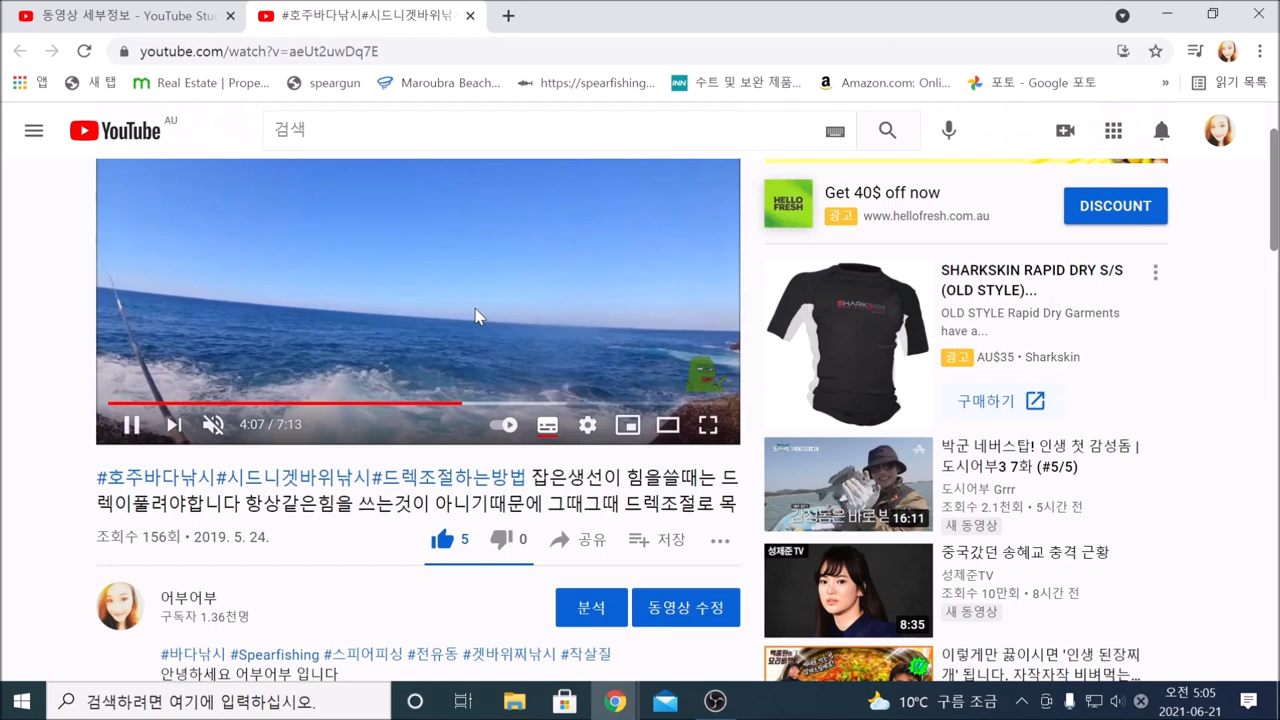 동영상 세부정보 - YouTube Stu
#호주바다낚시#시드니겟바위낚
youtube.com/watch?v=aeUt2uwDq7E
앱
새 탭
Real Estate | Prope...
speargun
Maroubra Beach...
https://spearfishing...
INN
수트 및 보완 제품...
Amazon.com: Onli...
포토 - Google 포토
»
읽기 목록
YouTube AU
검색
HELLO
FRESH
Get 40$ off now
광고 www.hellofresh.com.au
DISCOUNT
SHARKSKIN
SHARKSKIN RAPID DRY S/S
(OLD STYLE)...
OLD STYLE Rapid Dry Garments
have a...
광고 AU$35 • Sharkskin
구매하기
4:07 / 7:13
#호주바다낚시#시드니겟바위낚시#드렉조절하는방법 잡은생선이 힘을쓸때는 드
렉이풀려야합니다 항상같은힘을 쓰는것이 아니기때문에 그때그때 드렉조절로 목
조회수 156회 • 2019. 5. 24.
5
0
공유
저장
어부어부
구독자 1.36천명
분석
동영상 수정
#바다낚시 #Spearfishing #스피어피싱 #전유동 #겟바위찌낚시 #작살질
안녕하세요 어부어부 입니다
16:11
박군 네버스탑! 인생 첫 감성돔 |
도시어부3 7화 (#5/5)
도시어부 Grrr
조회수 2.1천회 • 5시간 전
새 동영상
성제준TV
8:35
중국갔던 송혜교 충격 근황
성제준TV
조회수 10만회 • 8시간 전
새 동영상
이렇게만 끓이시면 '인생 된장찌
개' 됩니다. 자작자작 비벼먹는...
검색하려면 여기에 입력하십시오.
10°C 구름 조금
오전 5:05
2021-06-21